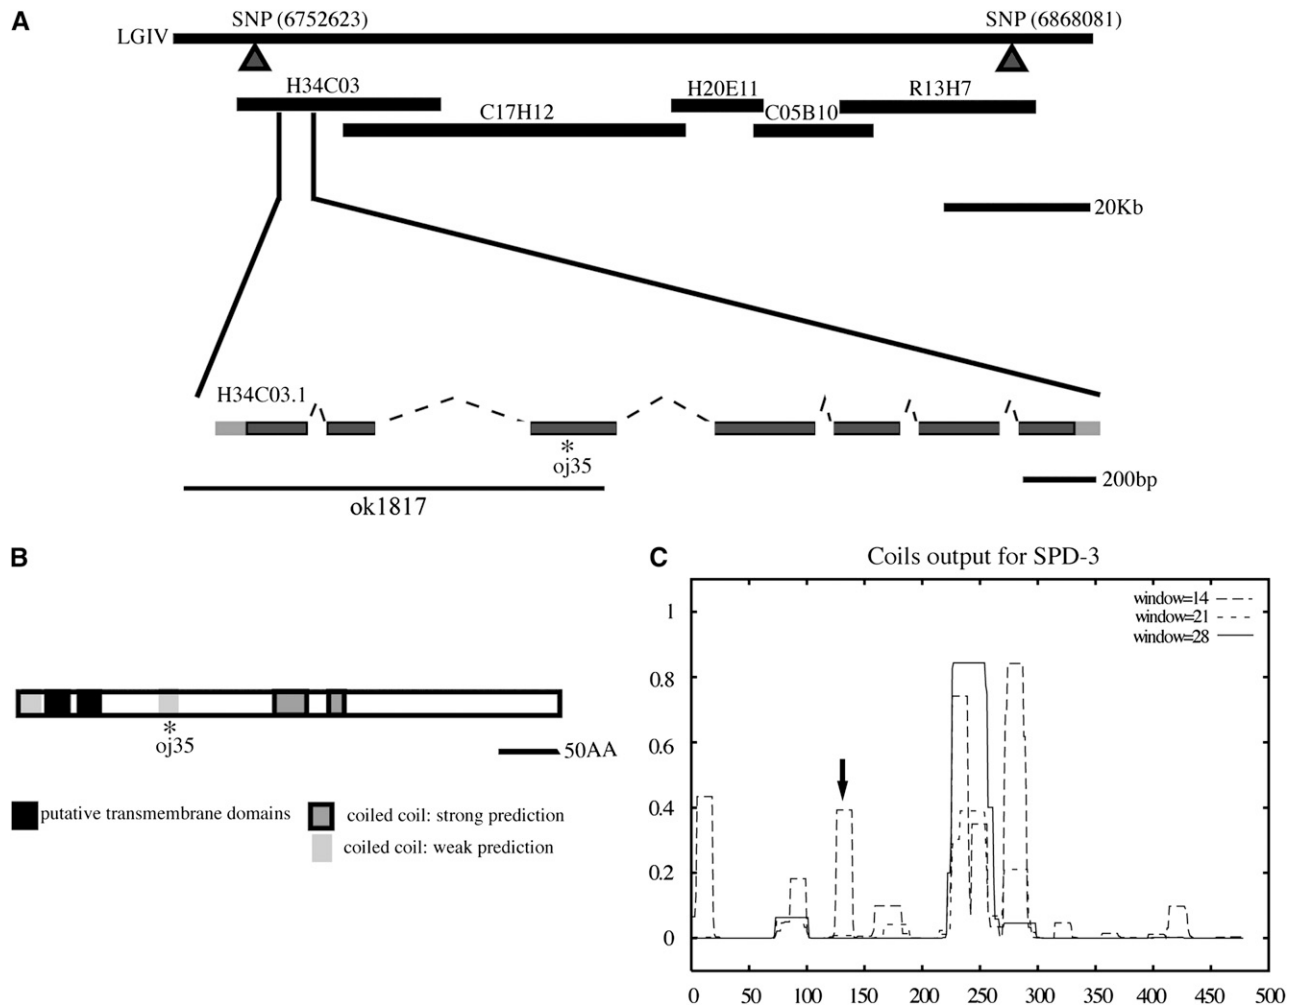 A
SNP (6752623)
SNP (6868081)
LGIV
H34C03
H20E11
R13H7
C17H12
C05B10
20Kb
H34C03.1
*
oj35
200bp
ok1817
B
*
oj35
50AA
putative transmembrane domains
coiled coil: strong prediction
coiled coil: weak prediction
C
Coils output for SPD-3
window=14
window=21
window=28
1
0.8
0.6
0.4
0.2
0
0 50 100 150 200 250 300 350 400 450 500